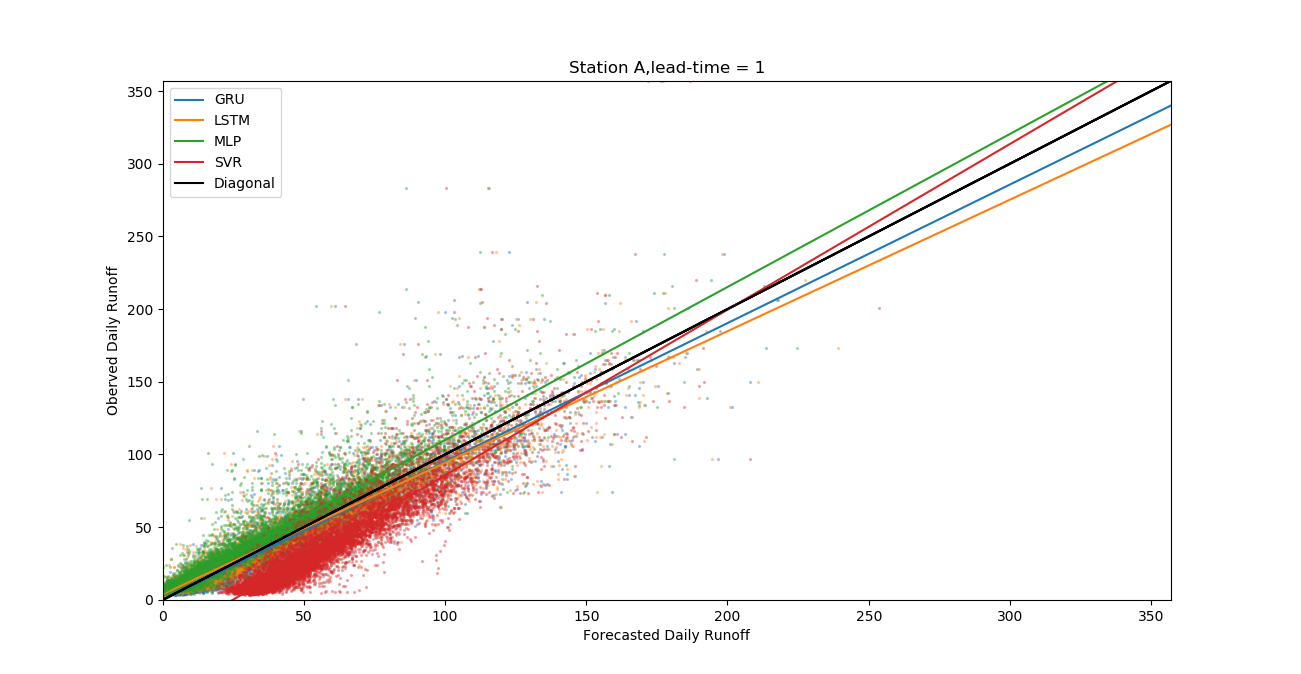 Station A,lead-time = 1
GRU
LSTM
MLP
SVR
Diagonal
350
300
250
200
150
100
50
0
Oberved Daily Runoff
0 50 100 150 200 250 300 350
Forecasted Daily Runoff